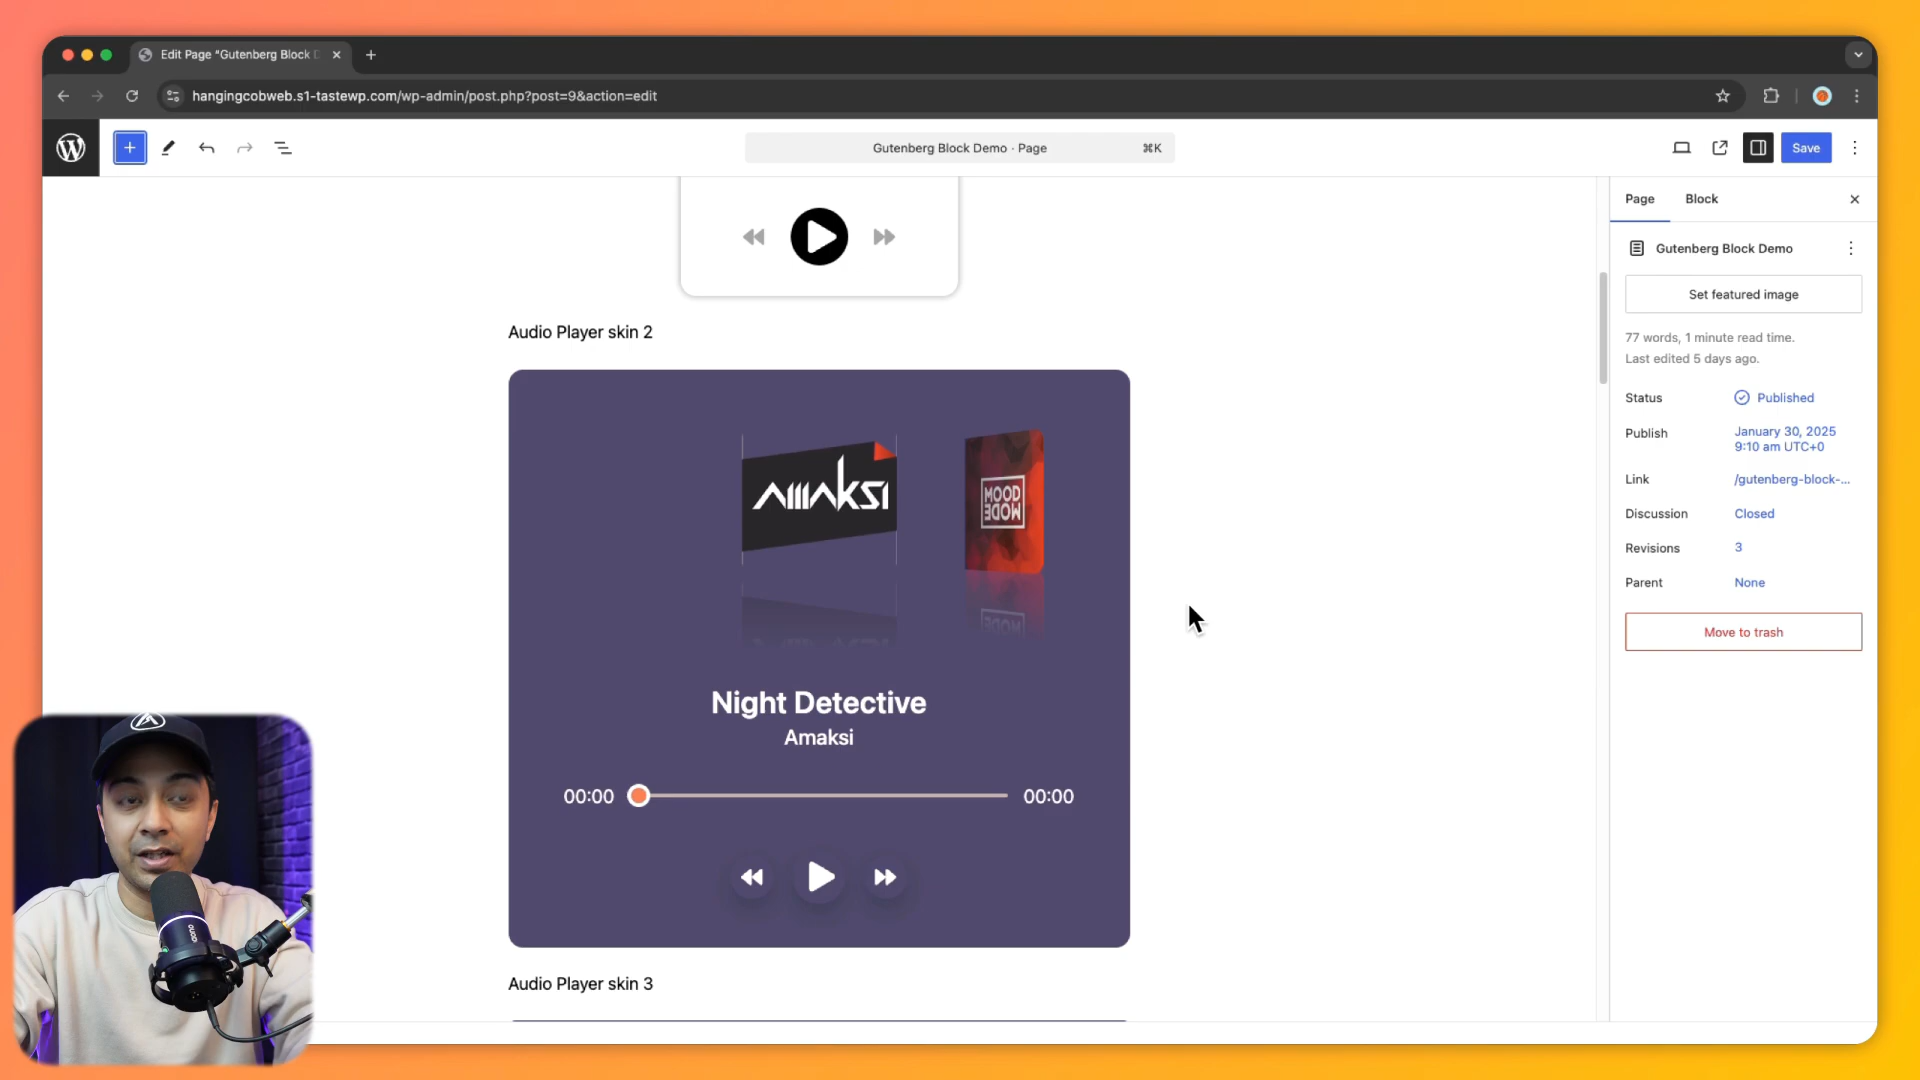 Edit Page “Gutenberg Block D
hangingcobweb.s1-tastewp.com/wp-admin/post.php?post=9&action=edit
Gutenberg Block Demo · Page
⌘K
Save
Page
Block
Gutenberg Block Demo
Set featured image
77 words, 1 minute read time.
Last edited 5 days ago.
Status
Published
Publish
January 30, 2025
9:10 am UTC+0
Link
/gutenberg-block-...
Discussion
Closed
Revisions
3
Parent
None
Move to trash
Audio Player skin 2
AMAKSI
MOOD
MODE
Night Detective
Amaksi
00:00
00:00
Audio Player skin 3